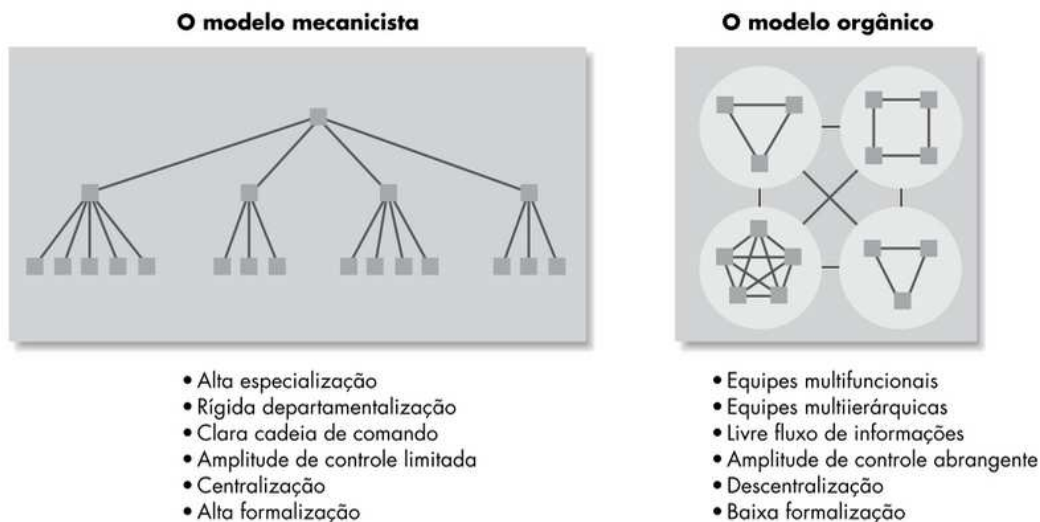 O modelo mecanicista
• Alta especialização
• Rígida departamentalização
• Clara cadeia de comando
• Amplitude de controle limitada
• Centralização
• Alta formalização
O modelo orgânico
• Equipes multifuncionais
• Equipes multiierárquicas
• Livre fluxo de informações
• Amplitude de controle abrangente
• Descentralização
• Baixa formalização